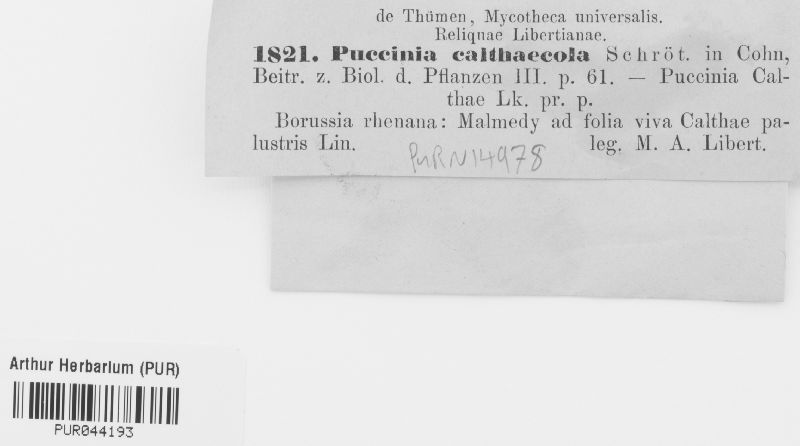 de Thümen, Mycotheca universalis.
Reliquae Libertianae.
1821. Puccinia calthaecola Schröt. in Cohn,
Beitr. z. Biol. d. Pflanzen III. p. 61. — Puccinia Cal-
thae Lk. pr. p.
Borussia rhenana: Malmedy ad folia viva Calthae pa-
lustris Lin. leg. M. A. Libert.
PURN14978
Arthur Herbarium (PUR)
PUR044193